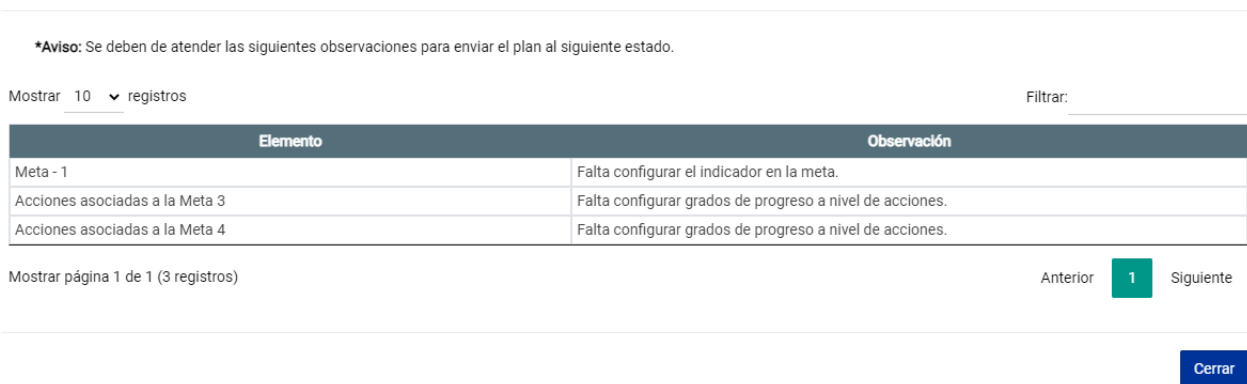 *Aviso: Se deben de atender las siguientes observaciones para enviar el plan al siguiente estado.
Mostrar 10 registros Filtrar:
Elemento Observación
Meta - 1 Falta configurar el indicador en la meta.
Acciones asociadas a la Meta 3 Falta configurar grados de progreso a nivel de acciones.
Acciones asociadas a la Meta 4 Falta configurar grados de progreso a nivel de acciones.
Mostrar página 1 de 1 (3 registros) Anterior 1 Siguiente
Cerrar